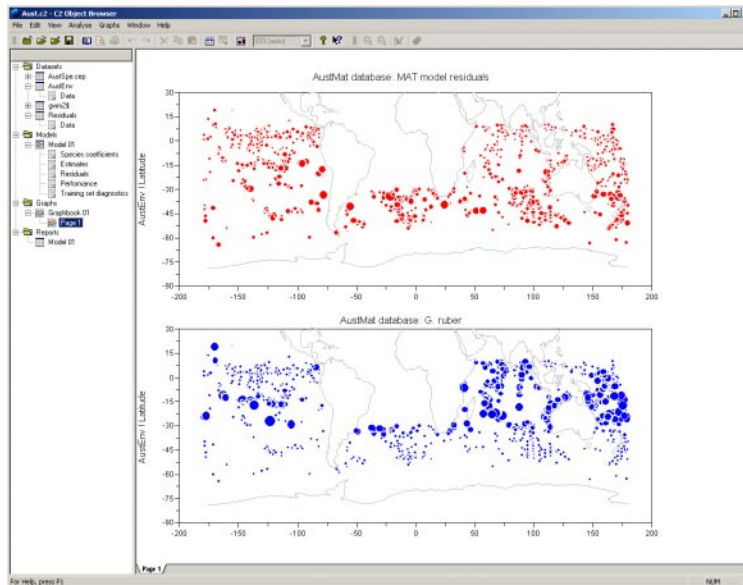 Aust.c2 - C2 Object Browser
File Edit View Analyse Graphs Window Help
Datasets
AustSpe.cep
AustEnv
Data
Residuals
Data
Models
Model 01
Species coefficients
Estimates
Residuals
Performance
Training set diagnostics
Graphs
Graphbook 01
Page 1
Reports
Model 01
AustMat database: MAT model residuals
AustEnv | Latitude
30
15
0
-15
-30
-45
-60
-75
-90
-200 -150 -100 -50 0 50 100 150 200
AustMat database: G. ruber
AustEnv | Latitude
30
15
0
-15
-30
-45
-60
-75
-90
-200 -150 -100 -50 0 50 100 150 200
Page 1
For Help, press F1
NUM